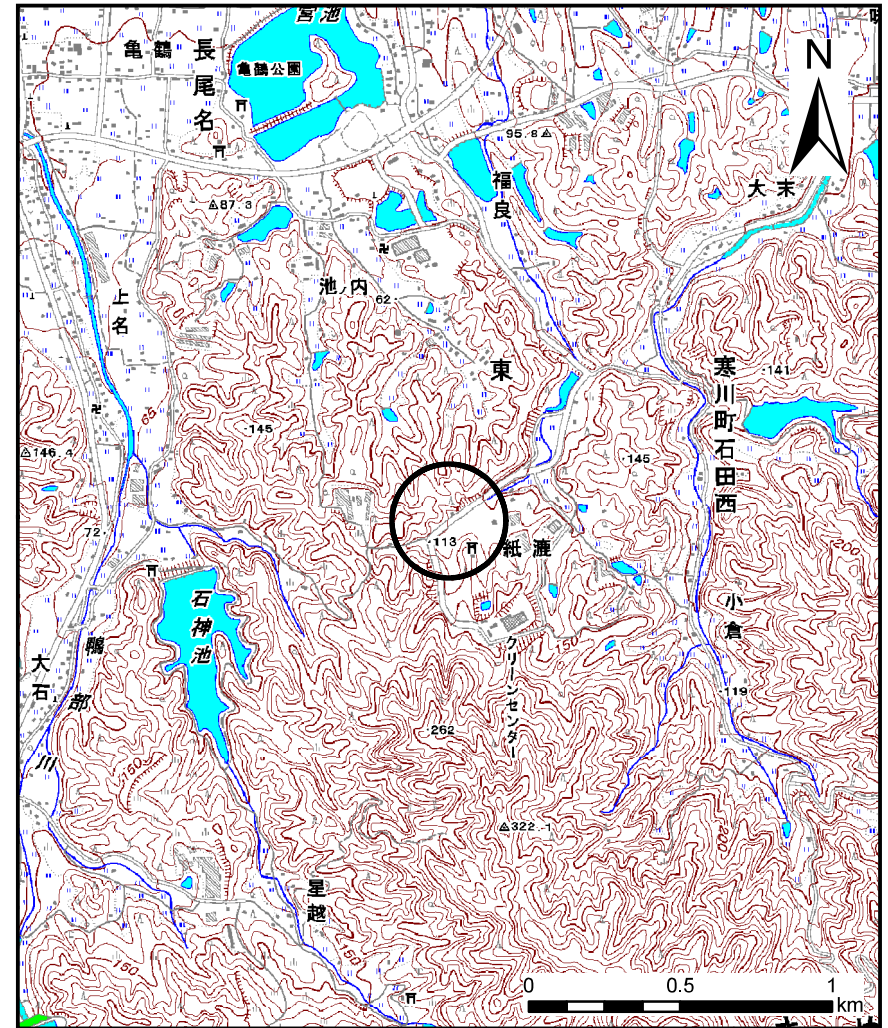 宮池
亀鶴
長尾名
亀鶴公園
N
95.8
福良
大末
87.3
池ノ内
62
上名
東
寒川町石田西
141
65
145
146.4
145
72
113
紙漉
200
石神池
小倉
150
クリーンセンター
大石
鴨部川
119
262
150
322.1
200
星越
150
150
0
0.5
1
km